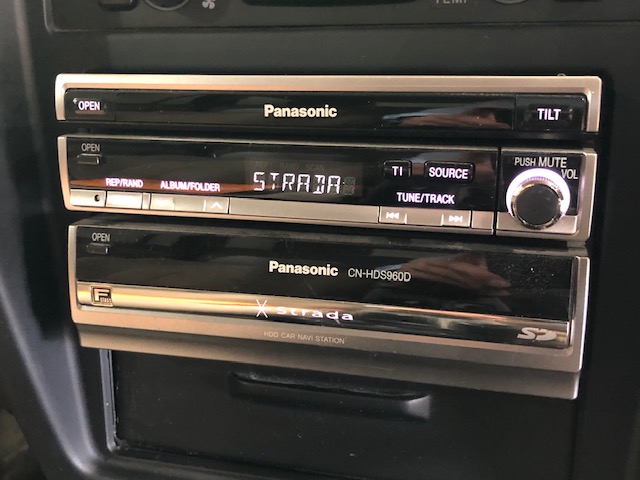 TEMP
OPEN
Panasonic
TILT
OPEN
REP/RAND ALBUM/FOLDER
STRADA
TI SOURCE
TUNE/TRACK
PUSH MUTE
VOL
OPEN
Panasonic CN-HDS960D
F
strada
HDD CAR NAVI STATION
SD